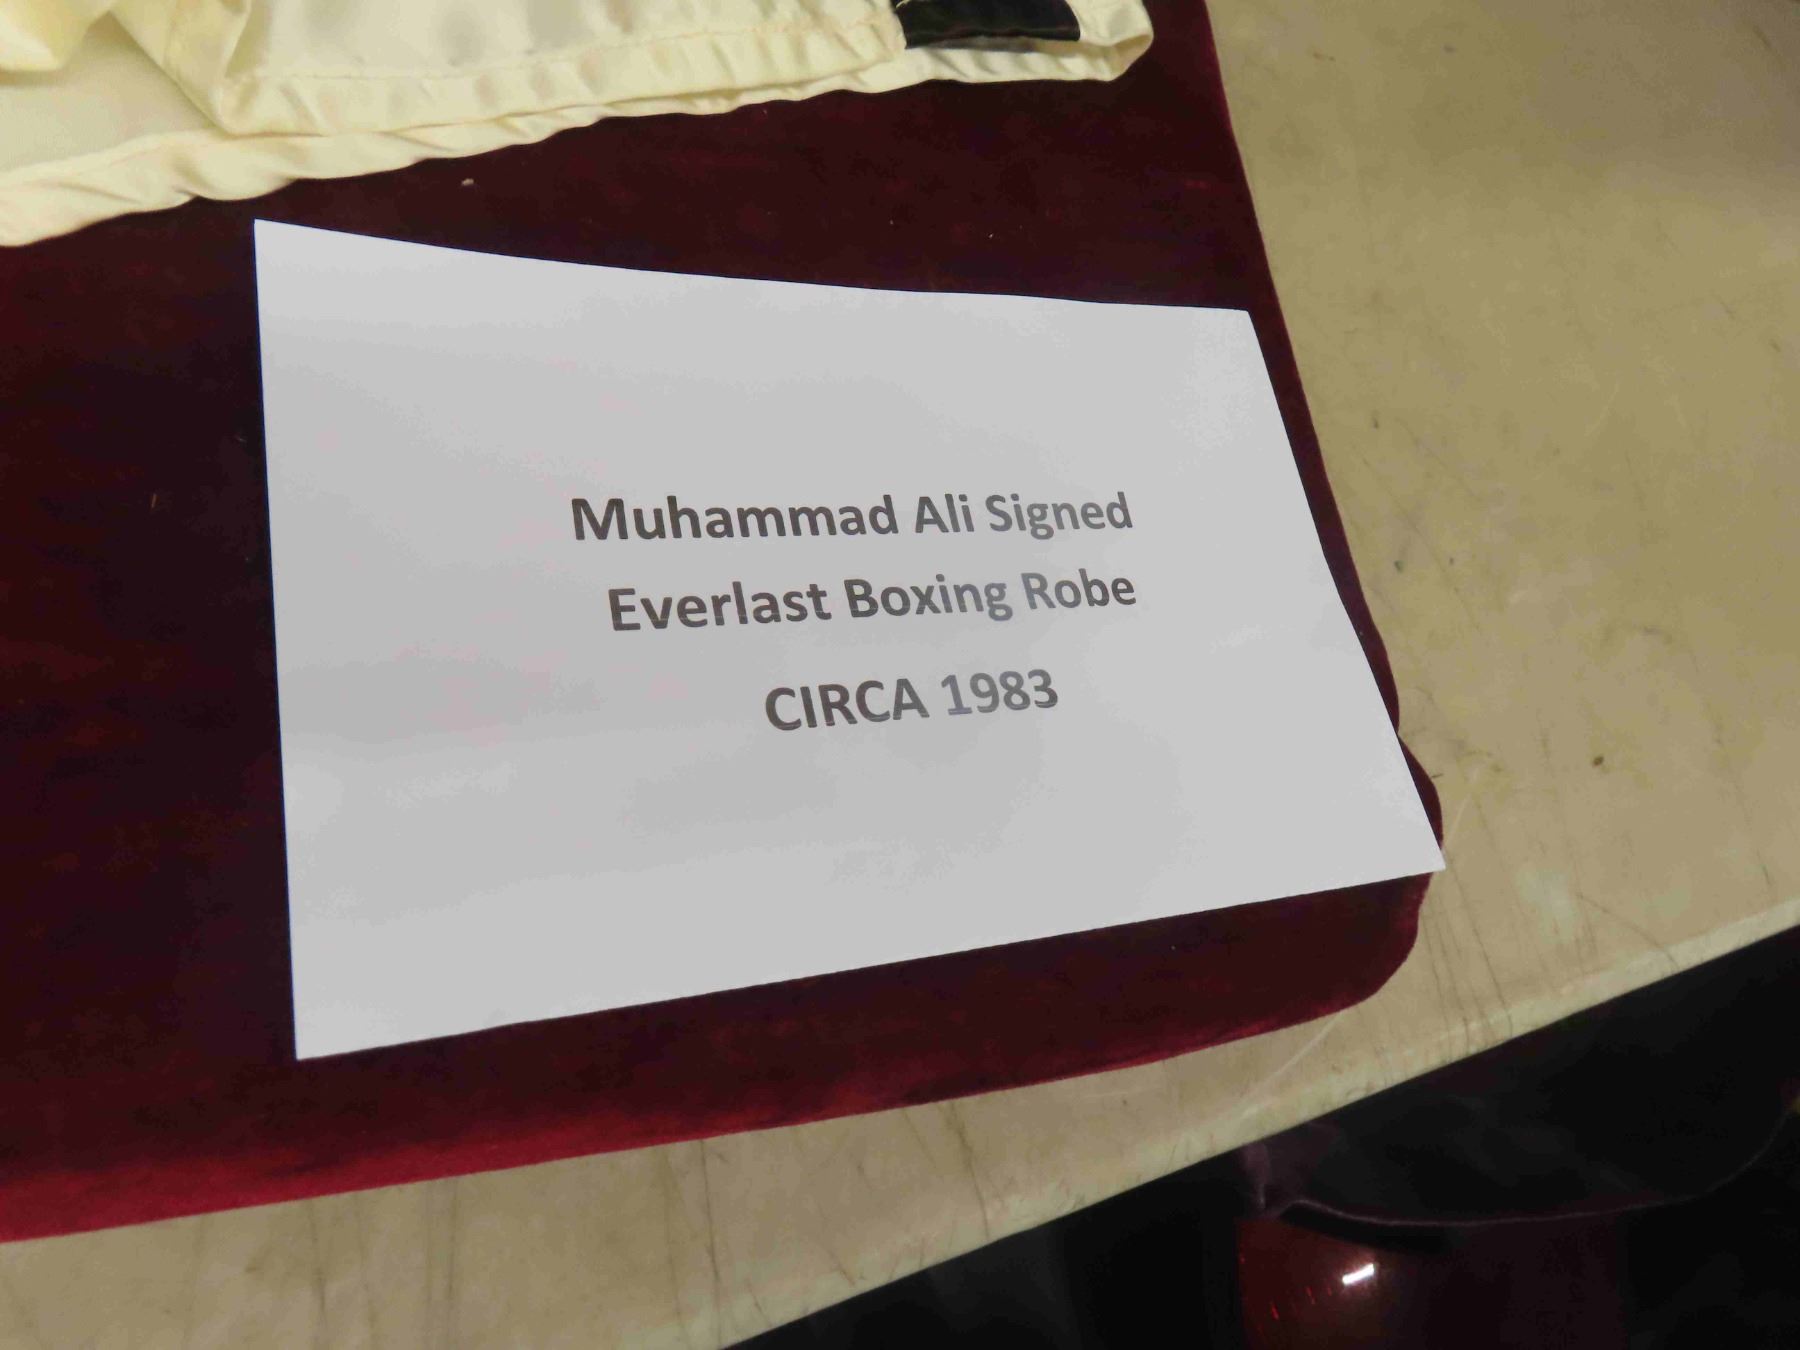 Muhammad Ali Signed
Everlast Boxing Robe
CIRCA 1983